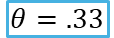 θ = .33